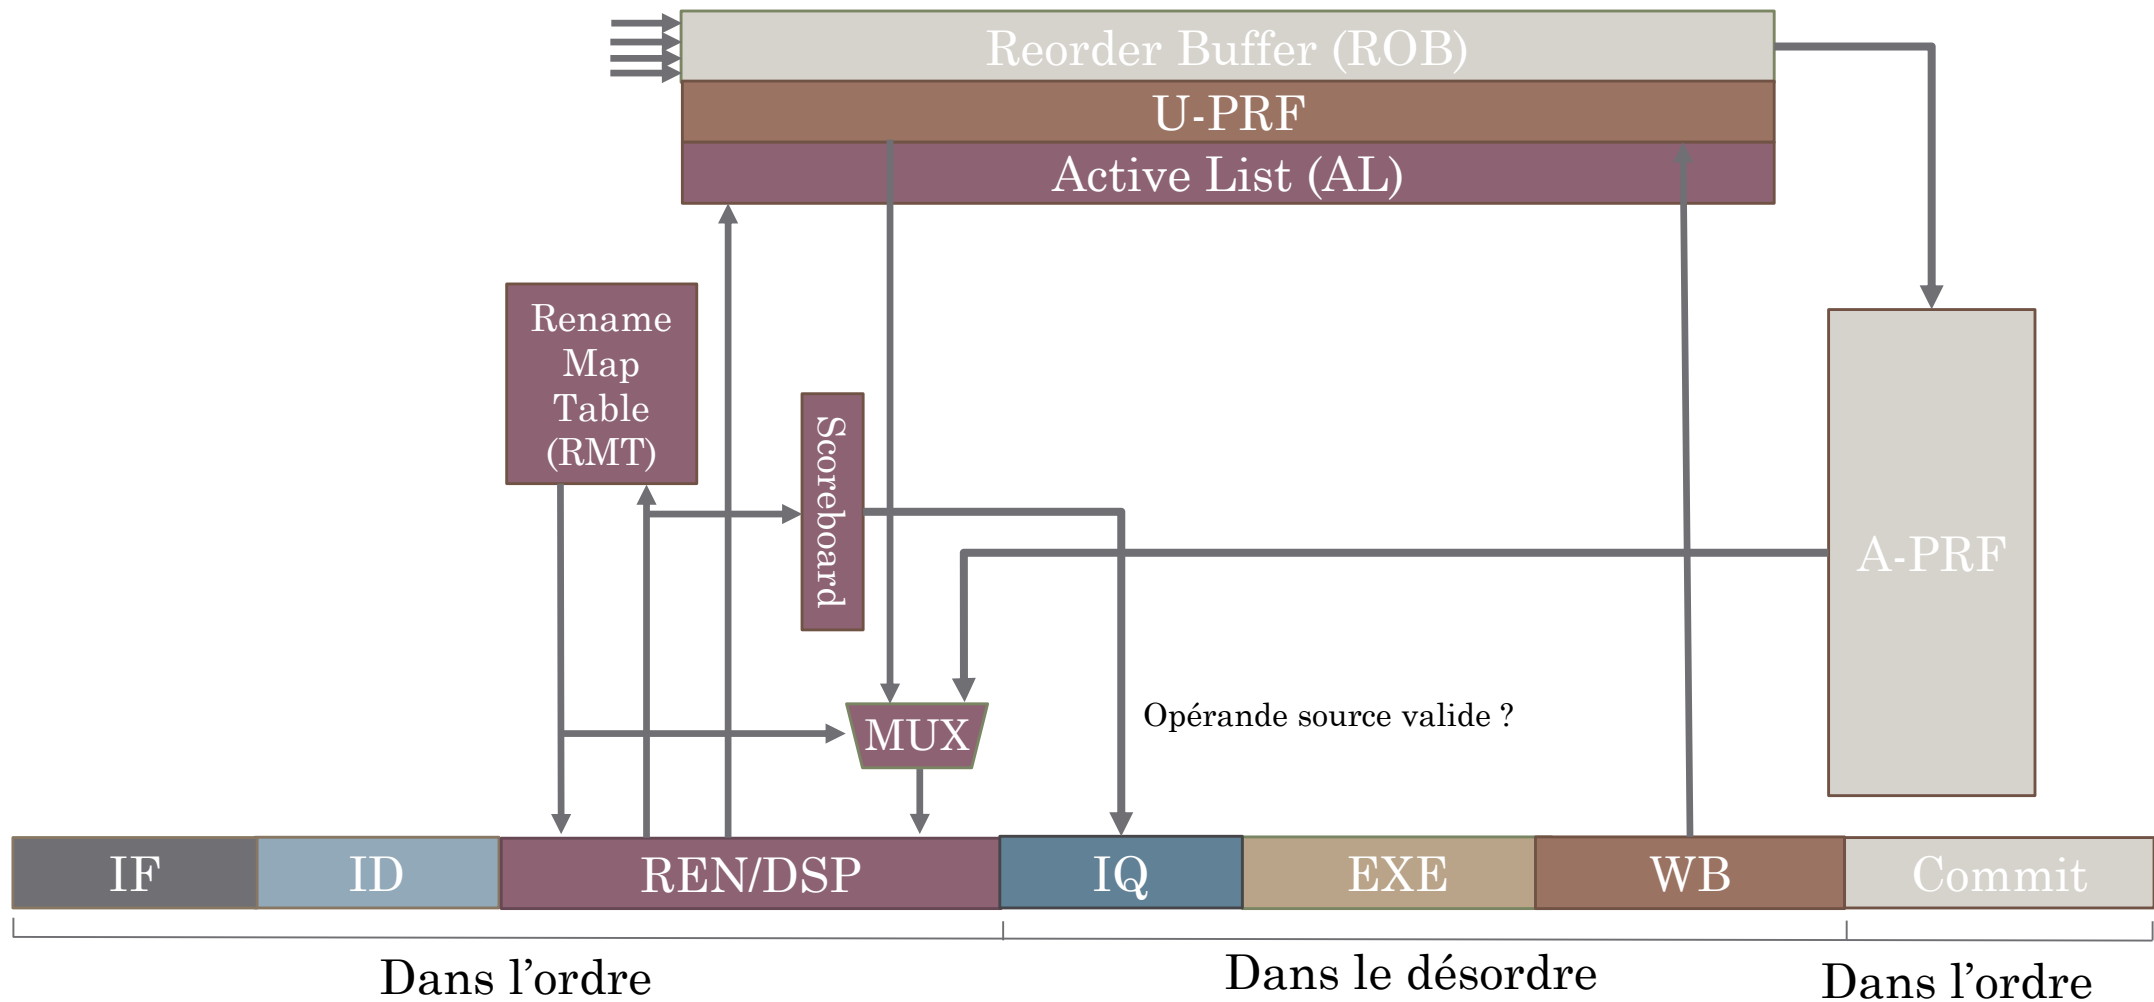 Reorder Buffer (ROB)
U-PRF
Active List (AL)
Rename
Map
Table
(RMT)
Scoreboard
A-PRF
MUX
Opérande source valide ?
IF
ID
REN/DSP
IQ
EXE
WB
Commit
Dans l'ordre
Dans le désordre
Dans l'ordre